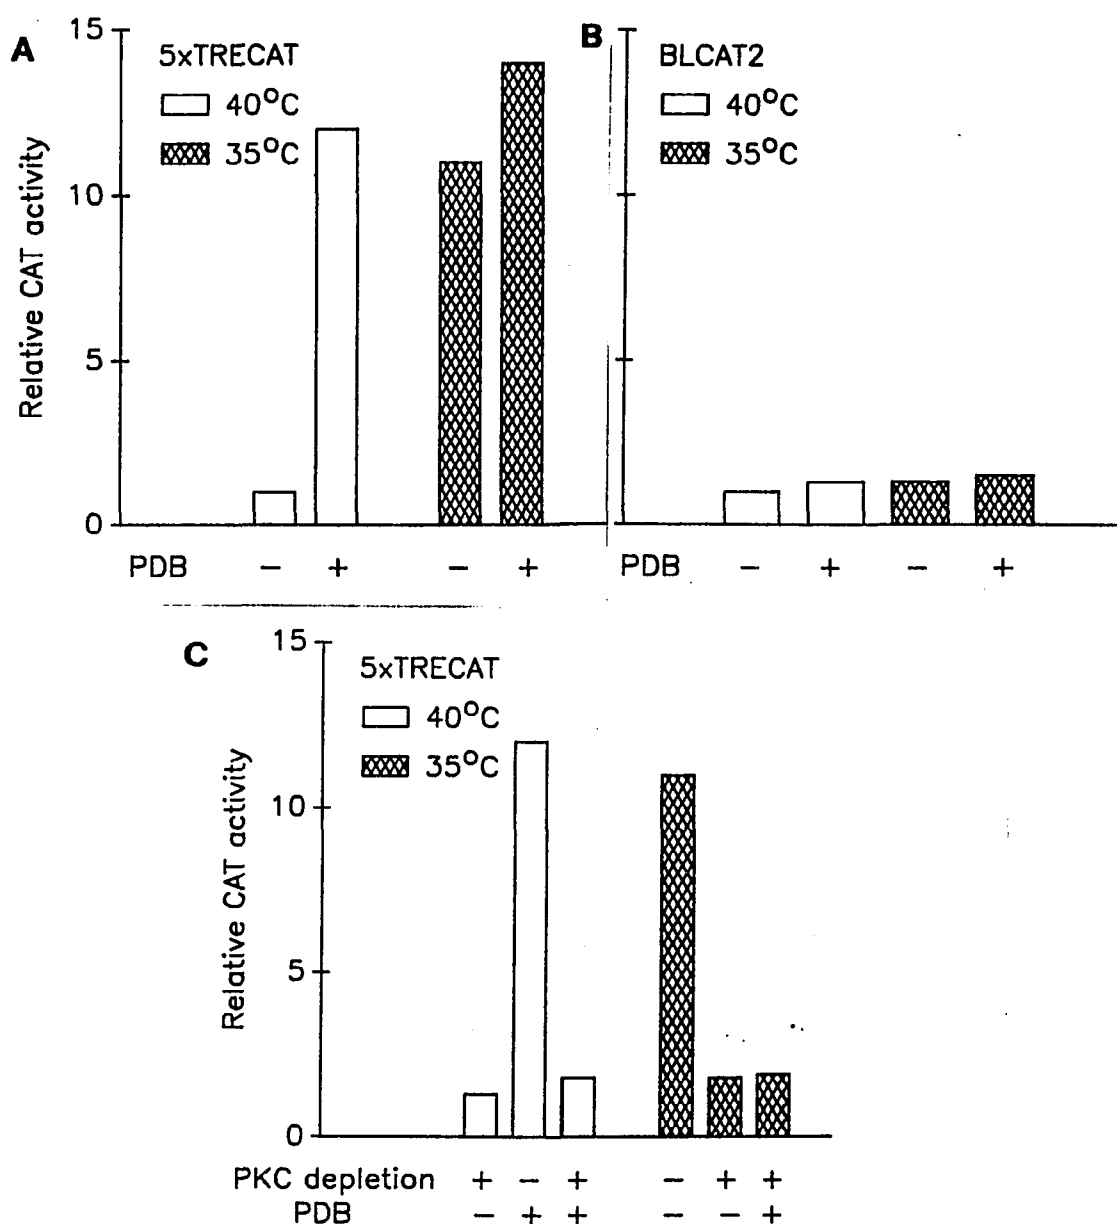 A
15
5xTRECAT
40°C
35°C
10
5
0
Relative CAT activity
PDB − + − +
B
BLCAT2
40°C
35°C
PDB − + − +
C
15
5xTRECAT
40°C
35°C
10
5
0
Relative CAT activity
PKC depletion + − + − + +
PDB − + + − − +